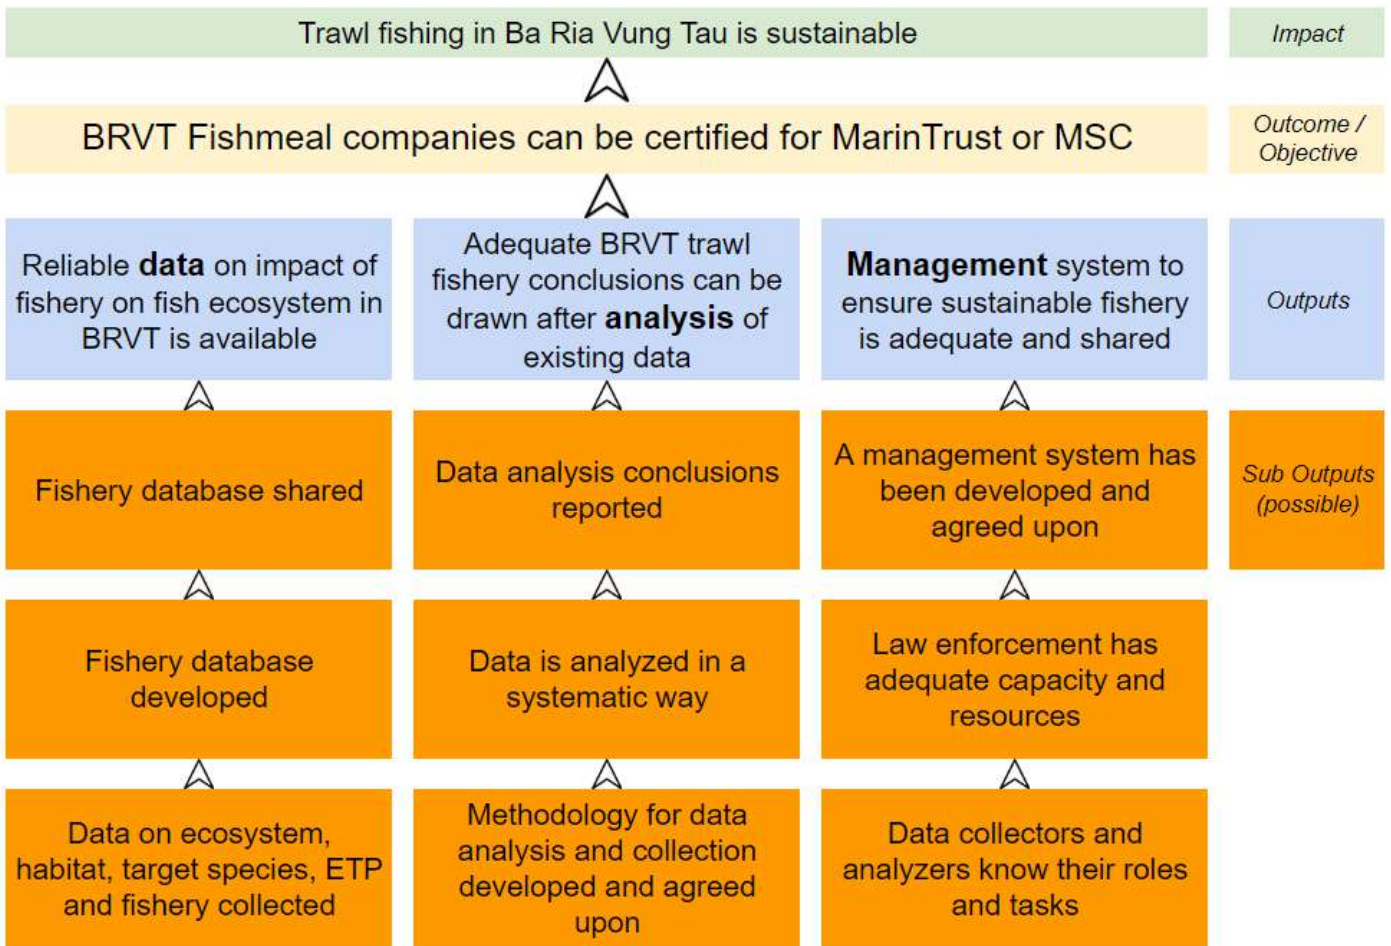 Trawl fishing in Ba Ria Vung Tau is sustainable
Impact
BRVT Fishmeal companies can be certified for MarinTrust or MSC
Outcome /
Objective
Reliable data on impact of
fishery on fish ecosystem in
BRVT is available
Adequate BRVT trawl
fishery conclusions can be
drawn after analysis of
existing data
Management system to
ensure sustainable fishery
is adequate and shared
Outputs
Fishery database shared
Data analysis conclusions
reported
A management system has
been developed and
agreed upon
Sub Outputs
(possible)
Fishery database
developed
Data is analyzed in a
systematic way
Law enforcement has
adequate capacity and
resources
Data on ecosystem,
habitat, target species, ETP
and fishery collected
Methodology for data
analysis and collection
developed and agreed
upon
Data collectors and
analyzers know their roles
and tasks